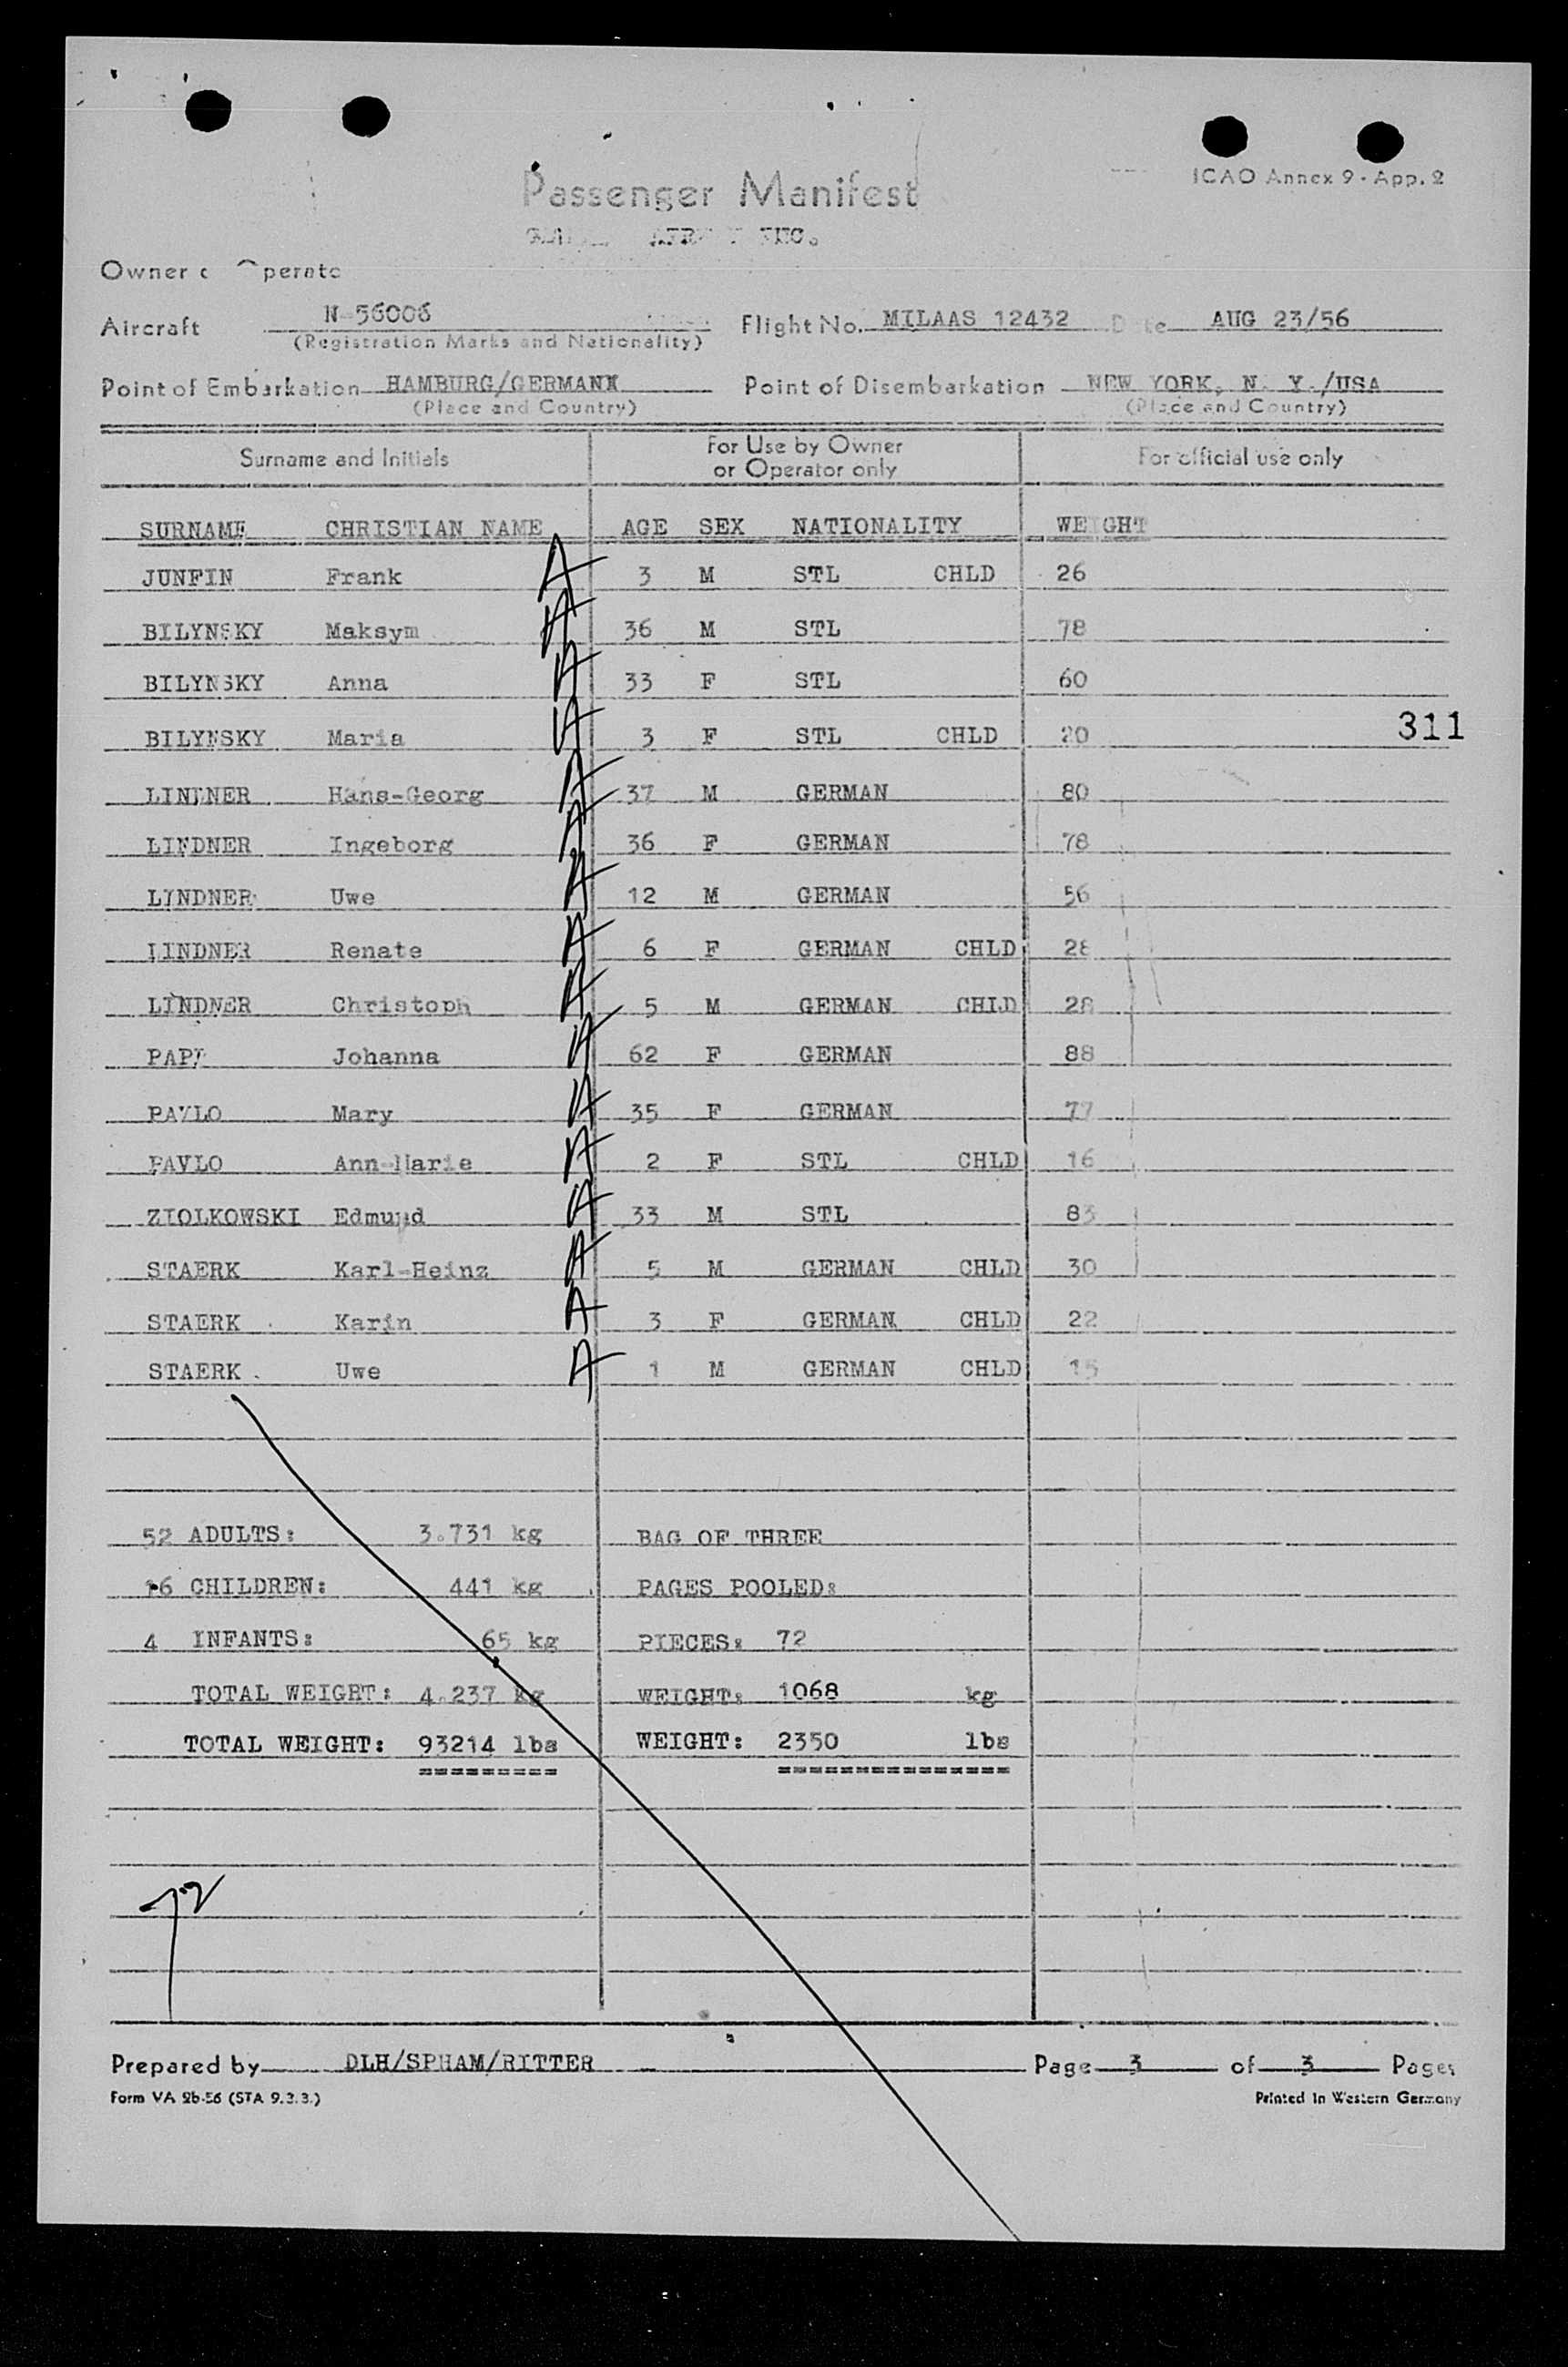 ICAO Annex 9 - App. 2
Passenger Manifest
INC.
Owner
Aircraft N-56006 Flight No. MILAAS 12432 Date AUG 23/56
(Registration Marks and Nationality)
Point of Embarkation HAMBURG/GERMANY Point of Disembarkation NEW YORK, N. Y./USA
(Place and Country) (Place and Country)
Surname and Initials For Use by Owner or Operator only For official use only
SURNAME CHRISTIAN NAME AGE SEX NATIONALITY WEIGHT
Frank A 3 M STL CHLD 26
BILYNSKY Maksym A 36 M STL 78
BILYNSKY Anna A 33 F STL 60
BILYNSKY Maria A 3 F STL CHLD 20 311
LINDNER Hans-Georg A 37 M GERMAN 80
LINDNER Ingeborg A 36 F GERMAN 78
LINDNER Uwe A 12 M GERMAN 56
LINDNER Renate A 6 F GERMAN CHLD 28
LINDNER Christoph A 5 M GERMAN CHLD 28
Johanna A 62 F GERMAN 88
PAVLO Mary A 35 F GERMAN 77
PAVLO Ann-Marie A 2 F STL CHLD 16
ZIOLKOWSKI Edmund A 33 M STL 83
STAERK Karl-Heinz A 5 M GERMAN CHLD 30
STAERK Karin A 3 F GERMAN CHLD 22
STAERK Uwe A 1 M GERMAN CHLD 15
52 ADULTS: 3.731 kg BAG OF THREE
16 CHILDREN: 441 kg PAGES POOLED:
4 INFANTS: 65 kg PIECES: 72
TOTAL WEIGHT: 4.237 kg WEIGHT: 1068 kg
TOTAL WEIGHT: 93214 lbs WEIGHT: 2350 lbs
========= ===============
72
Prepared by DLH/SPHAM/RITTER Page 3 of 3 Pages
Form VA 2b-56 (STA 9.3.3.) Printed in Western Germany